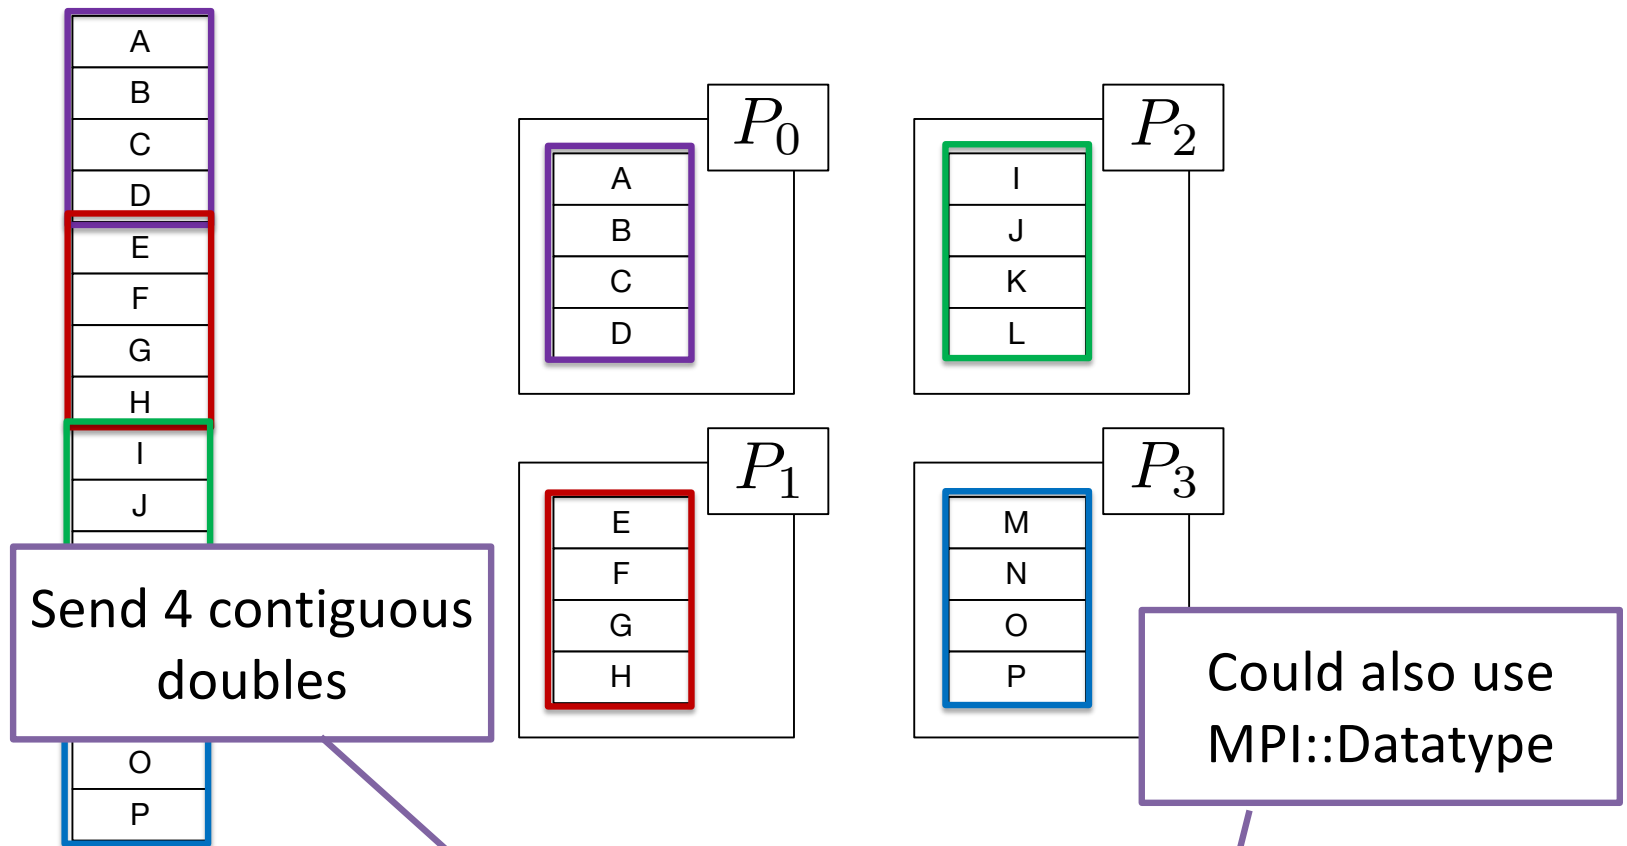 A
B
C
D
E
F
G
H
I
J
O
P
Send 4 contiguous
doubles
P0
A
B
C
D
P2
I
J
K
L
P1
E
F
G
H
P3
M
N
O
P
Could also use
MPI::Datatype